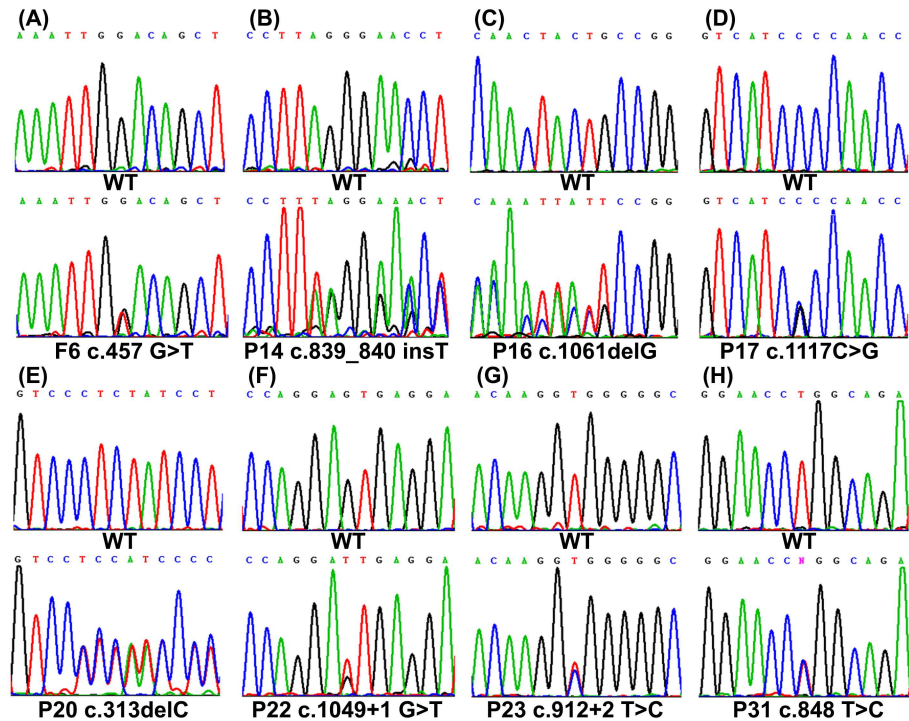 (A) (B) (C) (D)
A A A T T G G A C A G C T
C C T T A G G G A A C C T
C A A C T A C T G C C G G
G T C A T C C C C A A C C
WT WT WT WT
A A A T T G G A C A G C T
C C T T T A G G A A A C T
C A A A T T A T T C C G G
G T C A T C C C C A A C C
F6 c.457 G>T
P14 c.839_840 insT
P16 c.1061delG
P17 c.1117C>G
(E) (F) (G) (H)
G T C C C T C T A T C C T
C C A G G A G T G A G G A
A C A A G G T G G G G G C
G G A A C C T G G C A G A
WT WT WT WT
G T C C T C C A T C C C C
C C A G G A T T G A G G A
A C A A G G T G G G G G C
G G A A C C N G G C A G A
P20 c.313delC
P22 c.1049+1 G>T
P23 c.912+2 T>C
P31 c.848 T>C